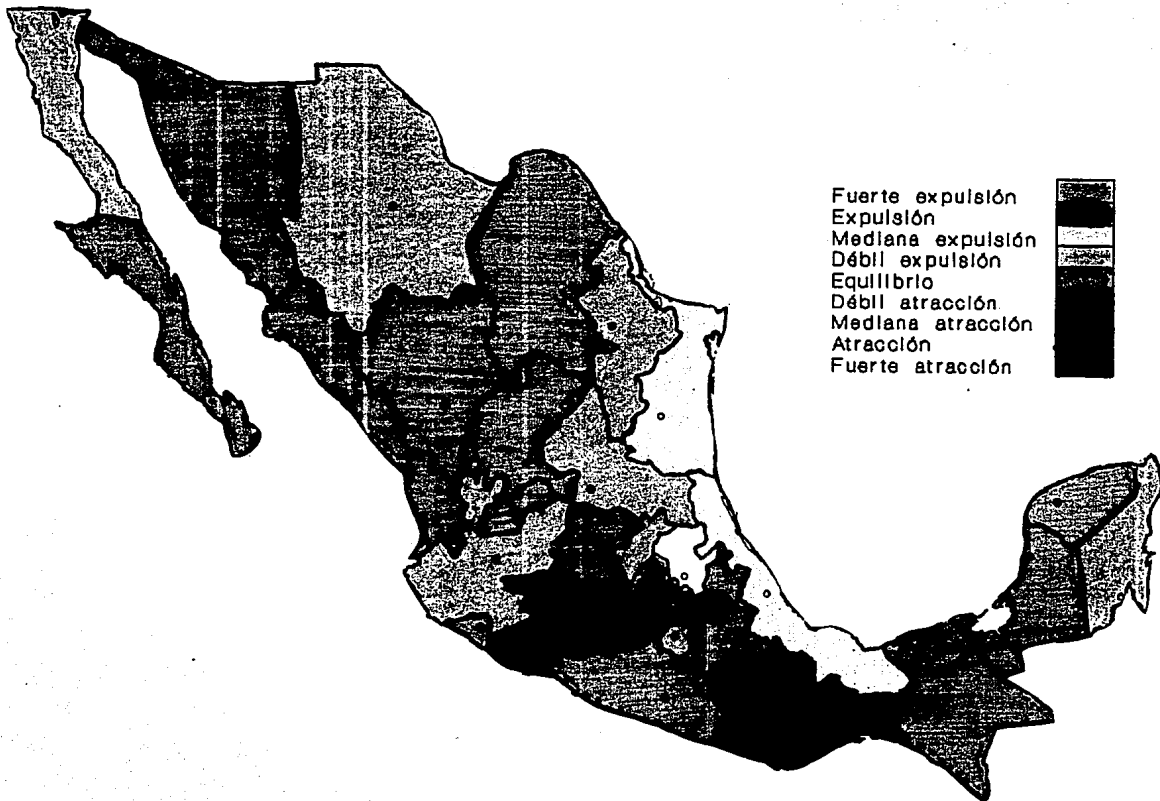 Fuerte expulsión
Expulsión
Mediana expulsión
Débil expulsión
Equilibrio
Débil atracción
Mediana atracción
Atracción
Fuerte atracción